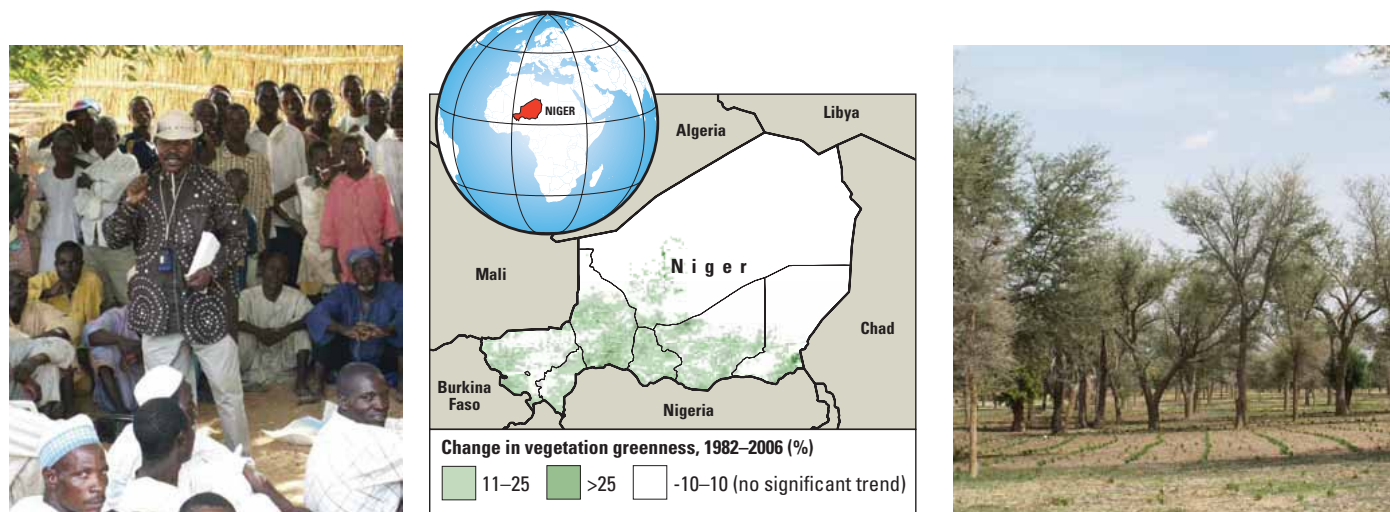 NIGER
Libya
Algeria
Mali
Niger
Chad
Burkina
Faso
Nigeria
Change in vegetation greenness, 1982–2006 (%)
11–25
>25
-10–10 (no significant trend)